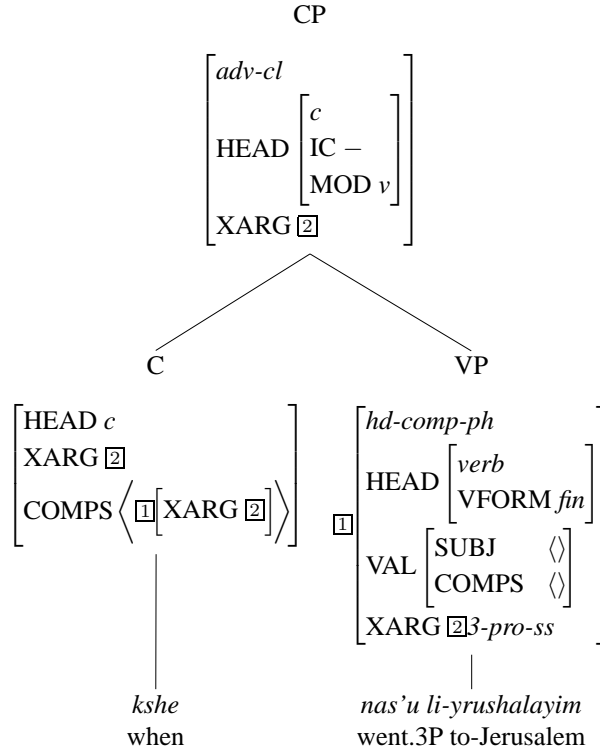 CP
adv-cl
HEAD c
IC −
MOD v
XARG 2
C VP
HEAD c
XARG 2
COMPS ⟨ 1 [XARG 2] ⟩
1
hd-comp-ph
HEAD verb
VFORM fin
VAL SUBJ ⟨⟩
COMPS ⟨⟩
XARG 2 3-pro-ss
kshe
when
nas'u li-yrushalayim
went.3P to-Jerusalem